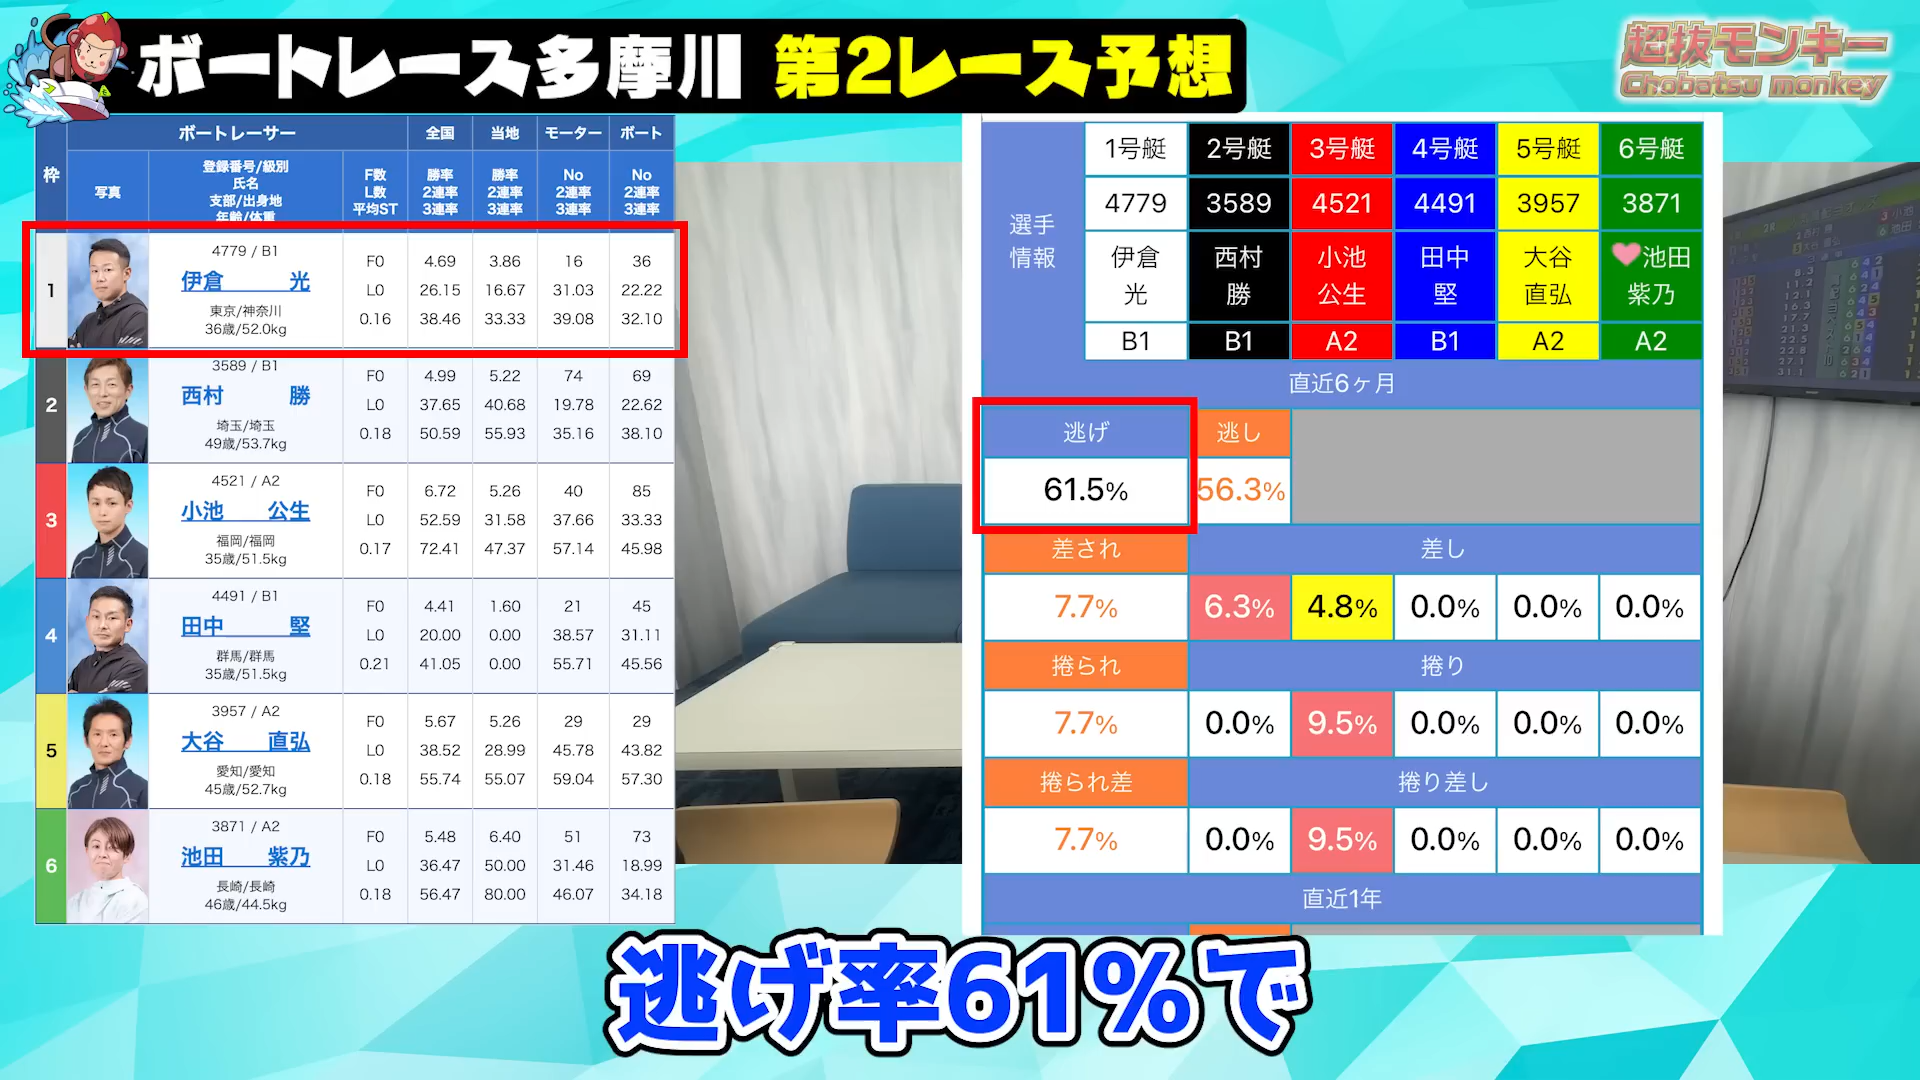 ボートレース多摩川 第2レース予想
超抜モンキー
Chobatsu monkey
枠 ボートレーサー 全国 当地 モーター ボート
写真 登録番号/級別 氏名 支部/出身地 年齢/体重 F数 L数 平均ST 勝率 2連率 3連率 勝率 2連率 3連率 No 2連率 3連率 No 2連率 3連率
1 4779 / B1 F0 4.69 3.86 16 36
伊倉 光 L0 26.15 16.67 31.03 22.22
東京/神奈川 0.16 38.46 33.33 39.08 32.10
36歳/52.0kg
2 3589 / B1 F0 4.99 5.22 74 69
西村 勝 L0 37.65 40.68 19.78 22.62
埼玉/埼玉 0.18 50.59 55.93 35.16 38.10
49歳/53.7kg
3 4521 / A2 F0 6.72 5.26 40 85
小池 公生 L0 52.59 31.58 37.66 33.33
福岡/福岡 0.17 72.41 47.37 57.14 45.98
35歳/51.5kg
4 4491 / B1 F0 4.41 1.60 21 45
田中 堅 L0 20.00 0.00 38.57 31.11
群馬/群馬 0.21 41.05 0.00 55.71 45.56
35歳/51.5kg
5 3957 / A2 F0 5.67 5.26 29 29
大谷 直弘 L0 38.52 28.99 45.78 43.82
愛知/愛知 0.18 55.74 55.07 59.04 57.30
45歳/52.7kg
6 3871 / A2 F0 5.48 6.40 51 73
池田 紫乃 L0 36.47 50.00 31.46 18.99
長崎/長崎 0.18 56.47 80.00 46.07 34.18
46歳/44.5kg
選手情報
1号艇 2号艇 3号艇 4号艇 5号艇 6号艇
4779 3589 4521 4491 3957 3871
伊倉 西村 小池 田中 大谷 池田
光 勝 公生 堅 直弘 紫乃
B1 B1 A2 B1 A2 A2
直近6ヶ月
逃げ 逃し
61.5% 56.3%
差され 差し
7.7% 6.3% 4.8% 0.0% 0.0% 0.0%
捲られ 捲り
7.7% 0.0% 9.5% 0.0% 0.0% 0.0%
捲られ差 捲り差し
7.7% 0.0% 9.5% 0.0% 0.0% 0.0%
直近1年
逃げ率61%で